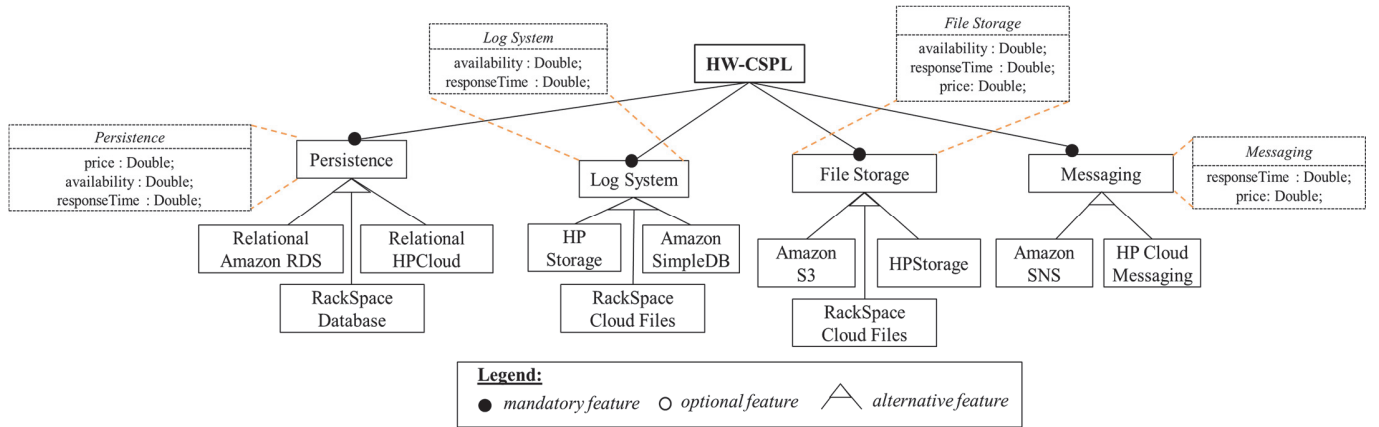 File Storage
availability : Double;
responseTime : Double;
price: Double;
Log System
availability : Double;
responseTime : Double;
HW-CSPL
Persistence
price : Double;
availability : Double;
responseTime : Double;
Messaging
responseTime : Double;
price: Double;
Persistence
Log System
File Storage
Messaging
Relational
Amazon RDS
Relational
HPCloud
RackSpace
Database
HP
Storage
Amazon
SimpleDB
RackSpace
Cloud Files
Amazon
S3
HPStorage
RackSpace
Cloud Files
Amazon
SNS
HP Cloud
Messaging
Legend:
mandatory feature
optional feature
alternative feature